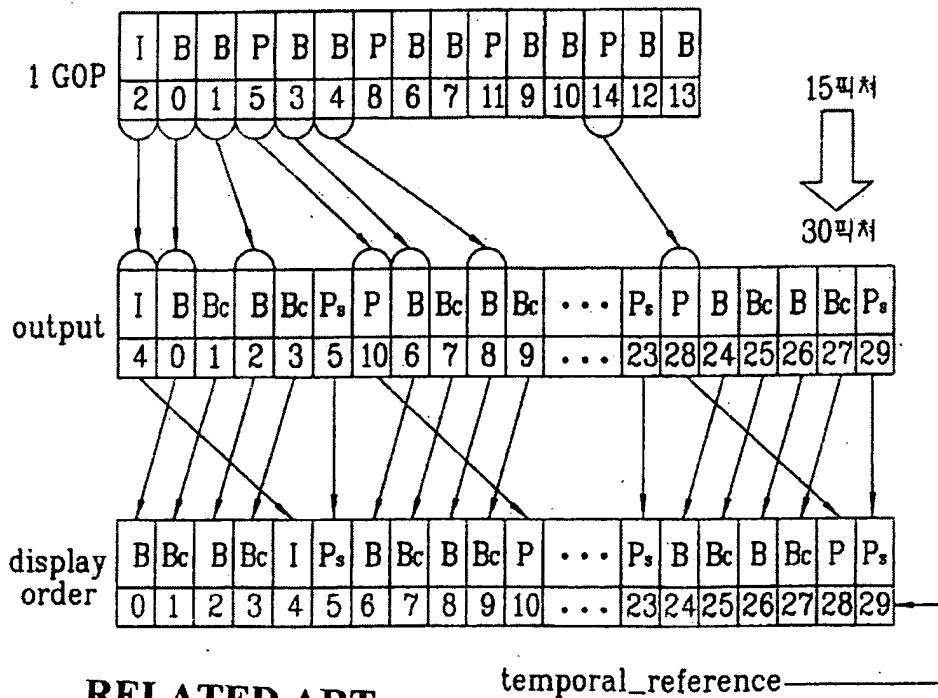 I B B P B B P B B P B B P B B
1 GOP
2 0 1 5 3 4 8 6 7 11 9 10 14 12 13
15픽처
30픽처
I B Bc B Bc Ps P B Bc B Bc ··· Ps P B Bc B Bc Ps
output
4 0 1 2 3 5 10 6 7 8 9 ··· 23 28 24 25 26 27 29
B Bc B Bc I Ps B Bc B Bc P ··· Ps B Bc B Bc P Ps
display
order
0 1 2 3 4 5 6 7 8 9 10 ··· 23 24 25 26 27 28 29
temporal_reference
RELATED ART